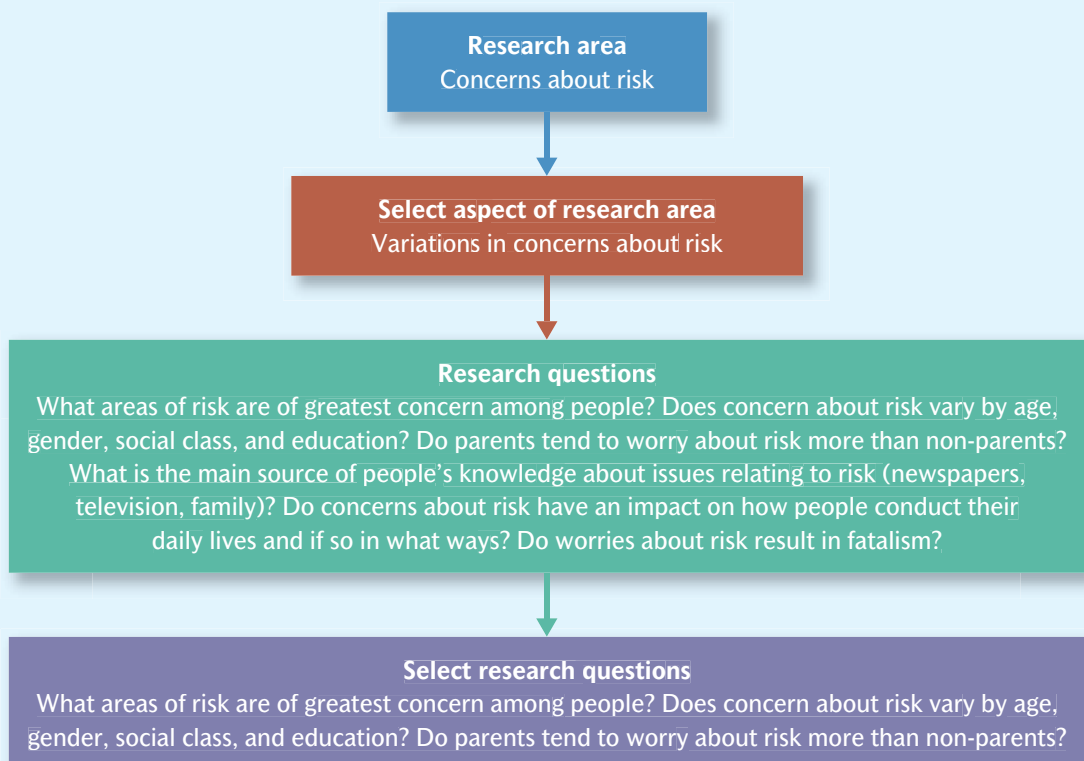 Research area
Concerns about risk
Select aspect of research area
Variations in concerns about risk
Research questions
What areas of risk are of greatest concern among people? Does concern about risk vary by age,
gender, social class, and education? Do parents tend to worry about risk more than non-parents?
What is the main source of people’s knowledge about issues relating to risk (newspapers,
television, family)? Do concerns about risk have an impact on how people conduct their
daily lives and if so in what ways? Do worries about risk result in fatalism?
Select research questions
What areas of risk are of greatest concern among people? Does concern about risk vary by age,
gender, social class, and education? Do parents tend to worry about risk more than non-parents?